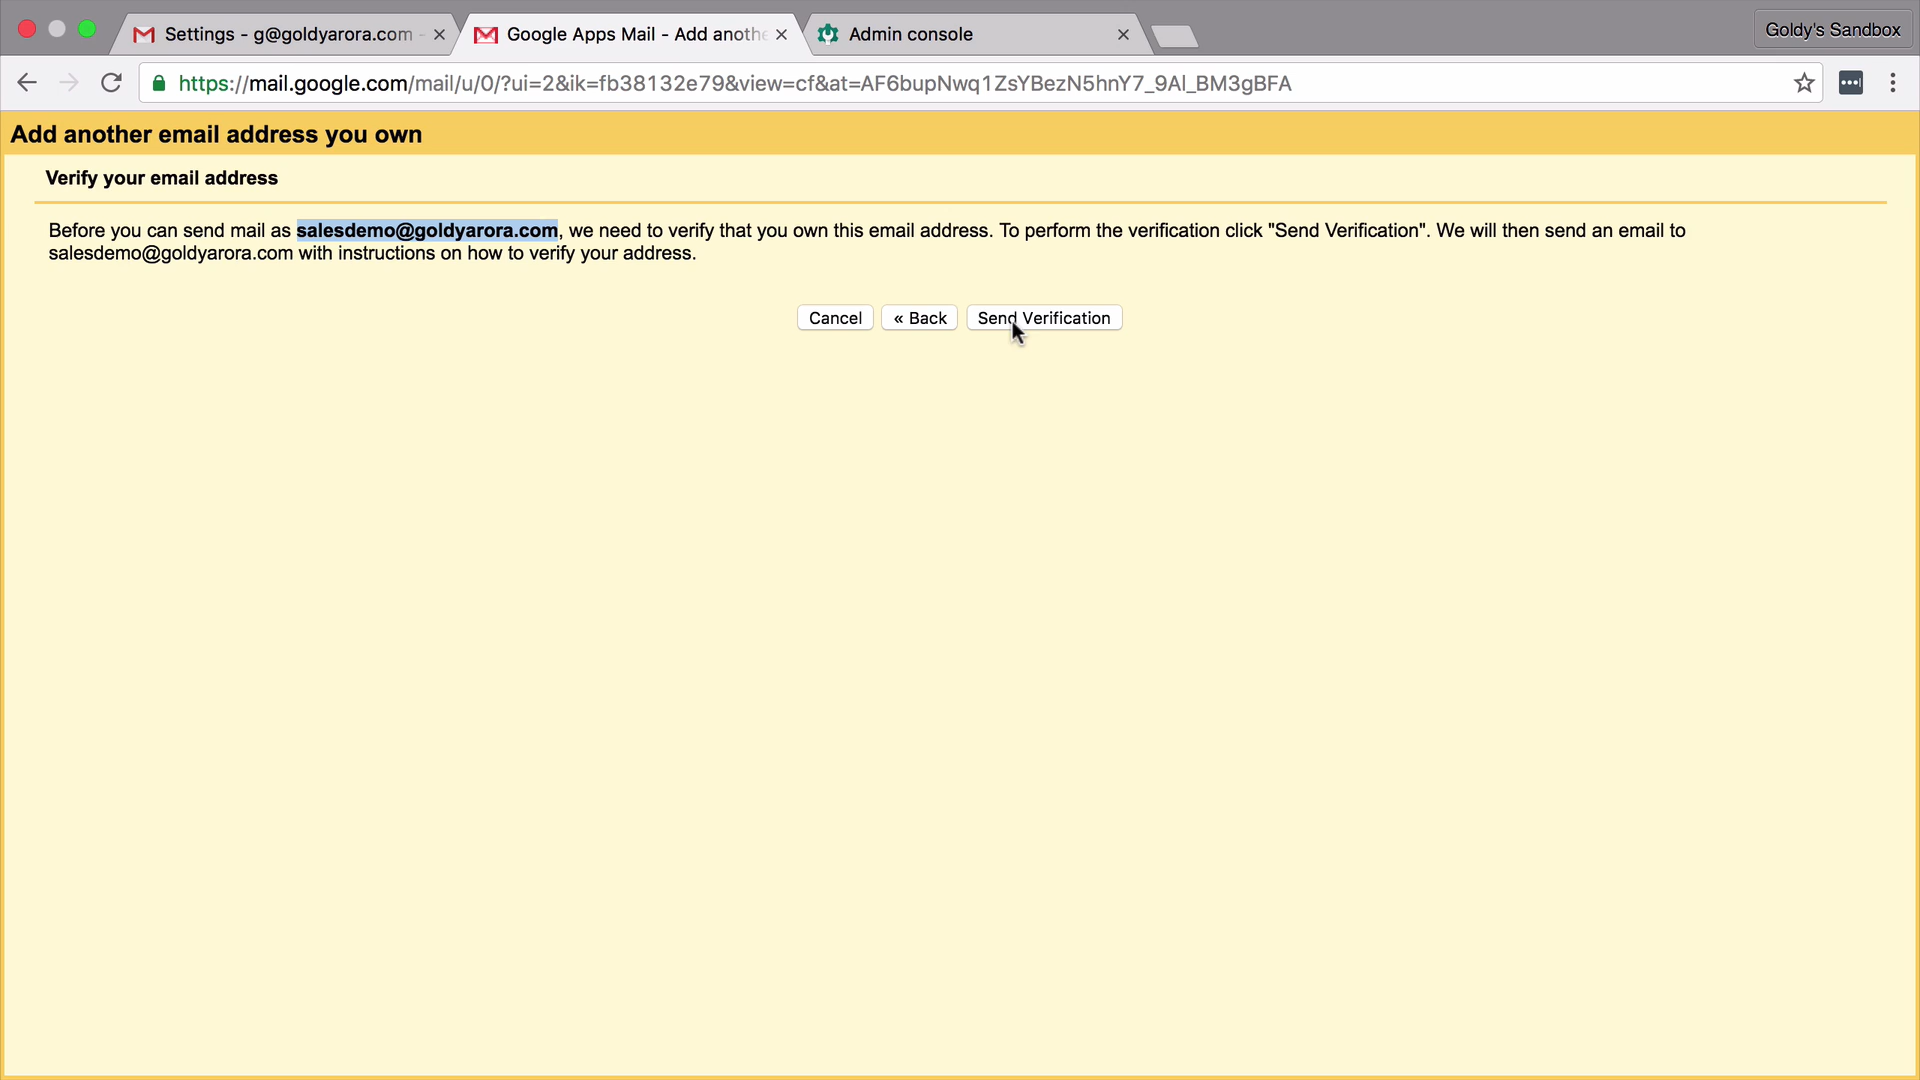 Settings - g@goldyarora.com -
Google Apps Mail - Add anothe
Admin console
Goldy's Sandbox
https://mail.google.com/mail/u/0/?ui=2&ik=fb38132e79&view=cf&at=AF6bupNwq1ZsYBezN5hnY7_9Al_BM3gBFA
Add another email address you own
Verify your email address
Before you can send mail as salesdemo@goldyarora.com, we need to verify that you own this email address. To perform the verification click "Send Verification". We will then send an email to
salesdemo@goldyarora.com with instructions on how to verify your address.
Cancel « Back Send Verification